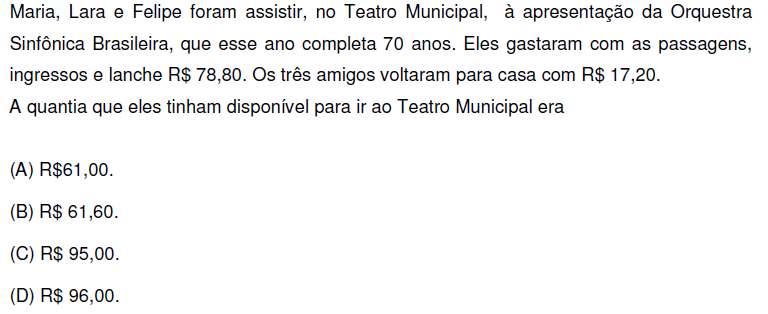 Maria, Lara e Felipe foram assistir, no Teatro Municipal,  à apresentação da Orquestra
Sinfônica Brasileira, que esse ano completa 70 anos. Eles gastaram com as passagens,
ingressos e lanche R$ 78,80. Os três amigos voltaram para casa com R$ 17,20.
A quantia que eles tinham disponível para ir ao Teatro Municipal era
(A) R$61,00.
(B) R$ 61,60.
(C) R$ 95,00.
(D) R$ 96,00.